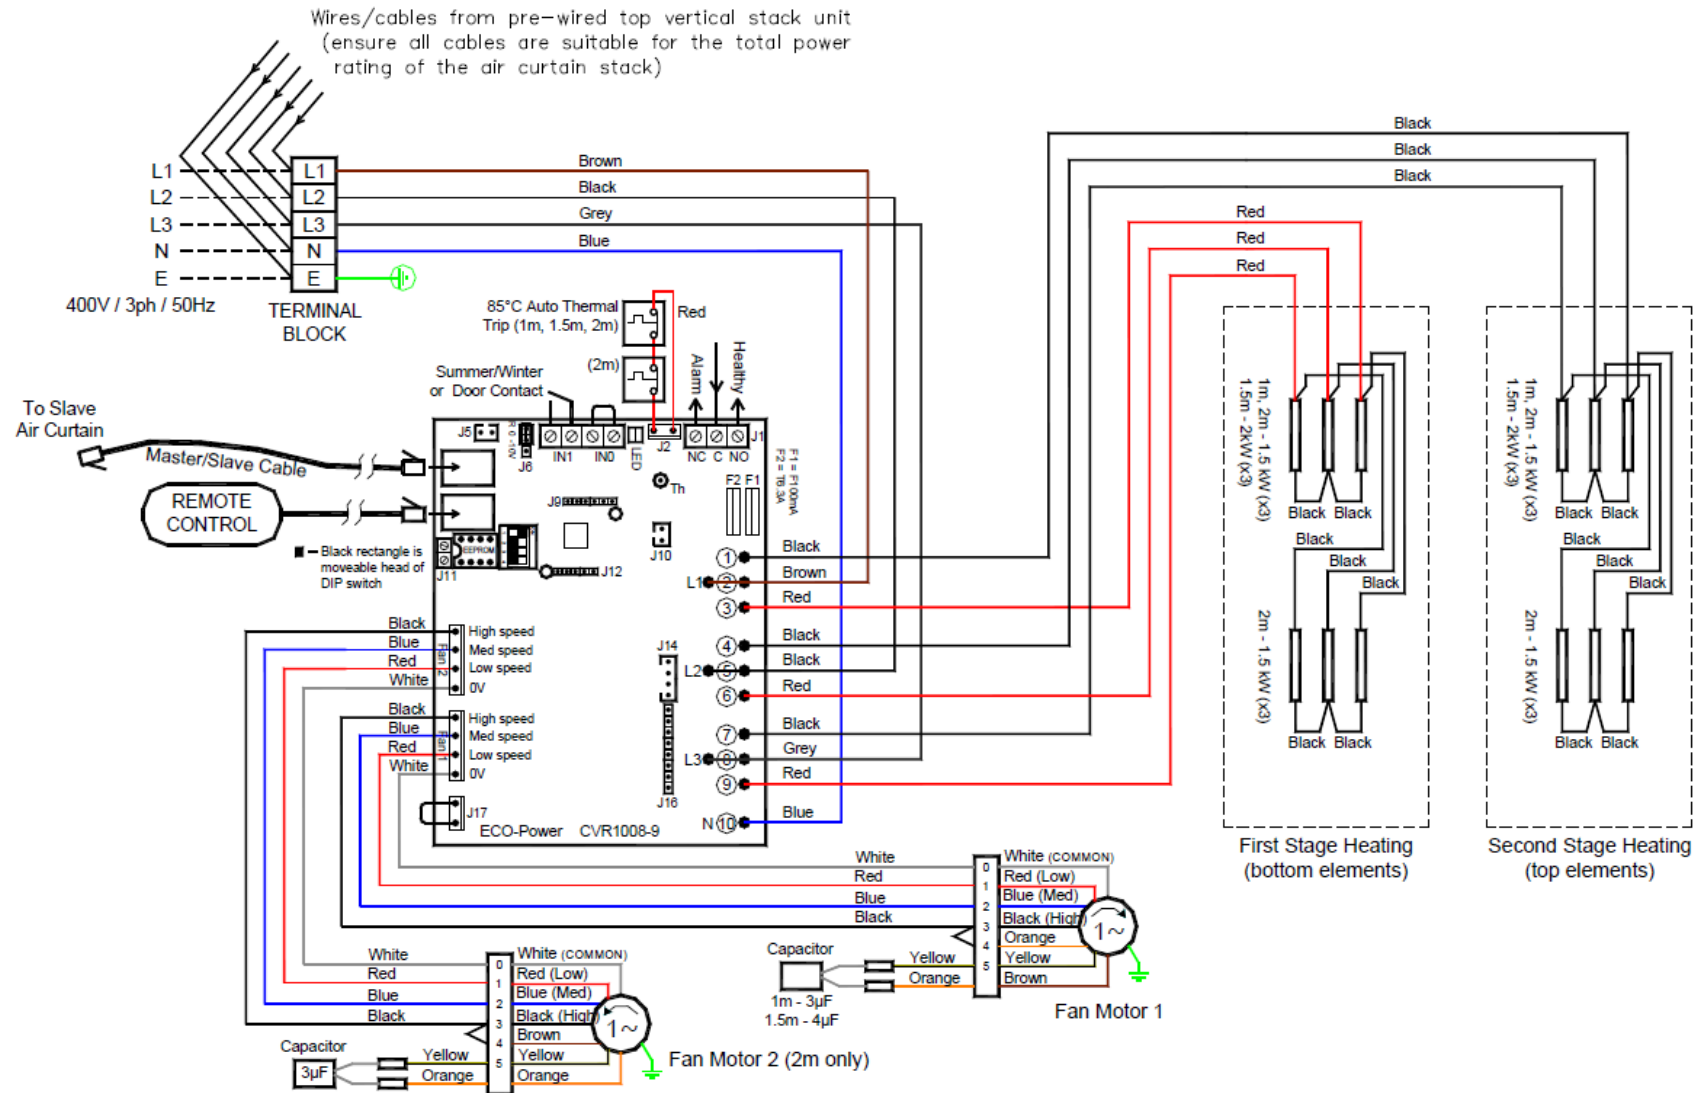 Wires/cables from pre-wired top vertical stack unit
(ensure all cables are suitable for the total power
rating of the air curtain stack)
L1
L2
L3
N
E
400V / 3ph / 50Hz
L1
L2
L3
N
E
TERMINAL
BLOCK
Brown
Black
Grey
Blue
Black
Black
Black
Red
Red
Red
85°C Auto Thermal
Trip (1m, 1.5m, 2m)
Red
(2m)
Alarm
Healthy
Summer/Winter
or Door Contact
To Slave
Air Curtain
Master/Slave Cable
REMOTE
CONTROL
Black rectangle is
moveable head of
DIP switch
J5
R 0 -10V
J6
IN1
IN0
LED
J2
NC
C
NO
J1
F1 = F100mA
F2 = T6.3A
Th
F2
F1
J9
J10
EEPROM
J11
J12
1
L1
2
3
4
L2
5
6
7
L3
8
9
N
10
Black
Brown
Red
Black
Black
Red
Black
Grey
Red
Blue
J14
J16
Black
Blue
Red
White
Fan 2
High speed
Med speed
Low speed
0V
Black
Blue
Red
White
Fan 1
High speed
Med speed
Low speed
0V
J17
ECO-Power CVR1008-9
1m, 2m - 1.5 kW (x3)
1.5m - 2kW (x3)
Black Black
Black
Black
Black
2m - 1.5 kW (x3)
Black Black
First Stage Heating
(bottom elements)
1m, 2m - 1.5 kW (x3)
1.5m - 2kW (x3)
Black Black
Black
Black
Black
2m - 1.5 kW (x3)
Black Black
Second Stage Heating
(top elements)
White
Red
Blue
Black
0
1
2
3
4
5
White (COMMON)
Red (Low)
Blue (Med)
Black (High)
Orange
Yellow
Brown
1~
Capacitor
1m - 3µF
1.5m - 4µF
Yellow
Orange
Fan Motor 1
White
Red
Blue
Black
0
1
2
3
4
5
White (COMMON)
Red (Low)
Blue (Med)
Black (High)
Brown
Yellow
Orange
1~
Capacitor
3µF
Yellow
Orange
Fan Motor 2 (2m only)